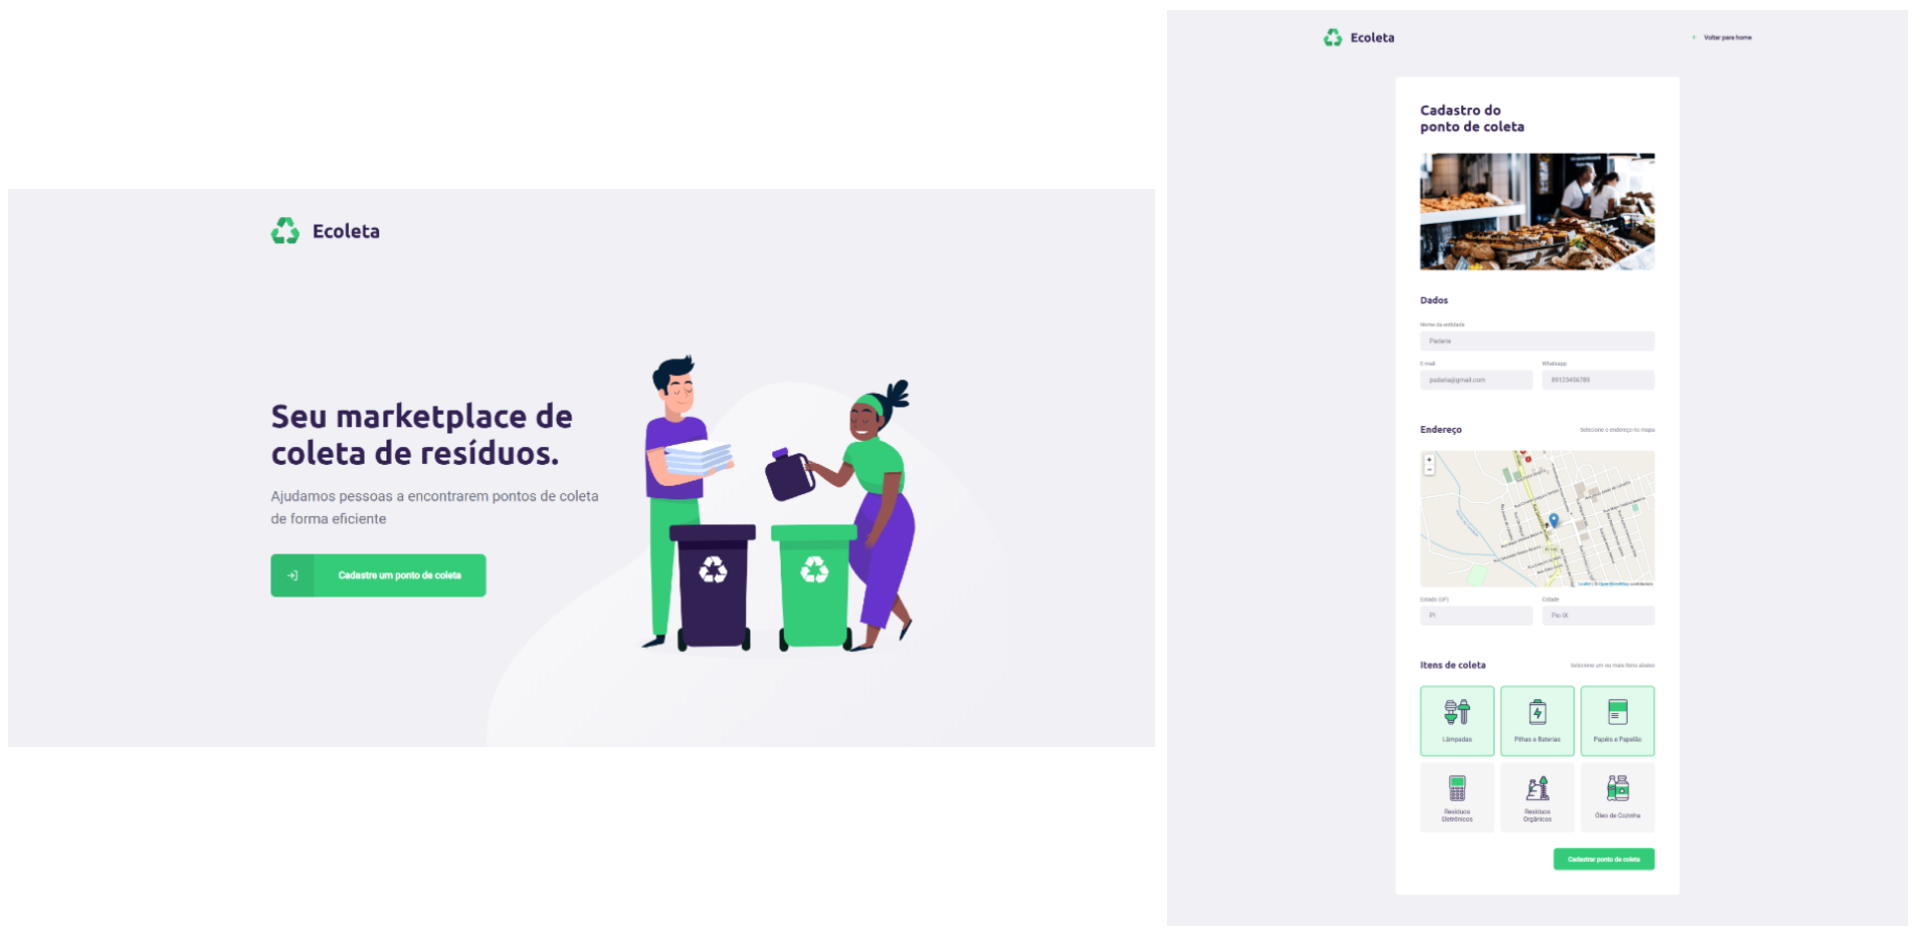 Ecoleta
Seu marketplace de
coleta de resíduos.
Ajudamos pessoas a encontrarem pontos de coleta
de forma eficiente
Cadastre um ponto de coleta
Ecoleta
Voltar para home
Cadastro do
ponto de coleta
Dados
Nome da entidade
Padaria
E-mail
Whatsapp
padaria@gmail.com
89123456789
Endereço
Selecione o endereço no mapa
+
−
Leaflet | © OpenStreetMap contributors
Estado (UF)
Cidade
PI
Pio IX
Itens de coleta
Selecione um ou mais itens abaixo
Lâmpadas
Pilhas e Baterias
Papéis e Papelão
Resíduos
Eletrônicos
Resíduos
Orgânicos
Óleo de Cozinha
Cadastrar ponto de coleta